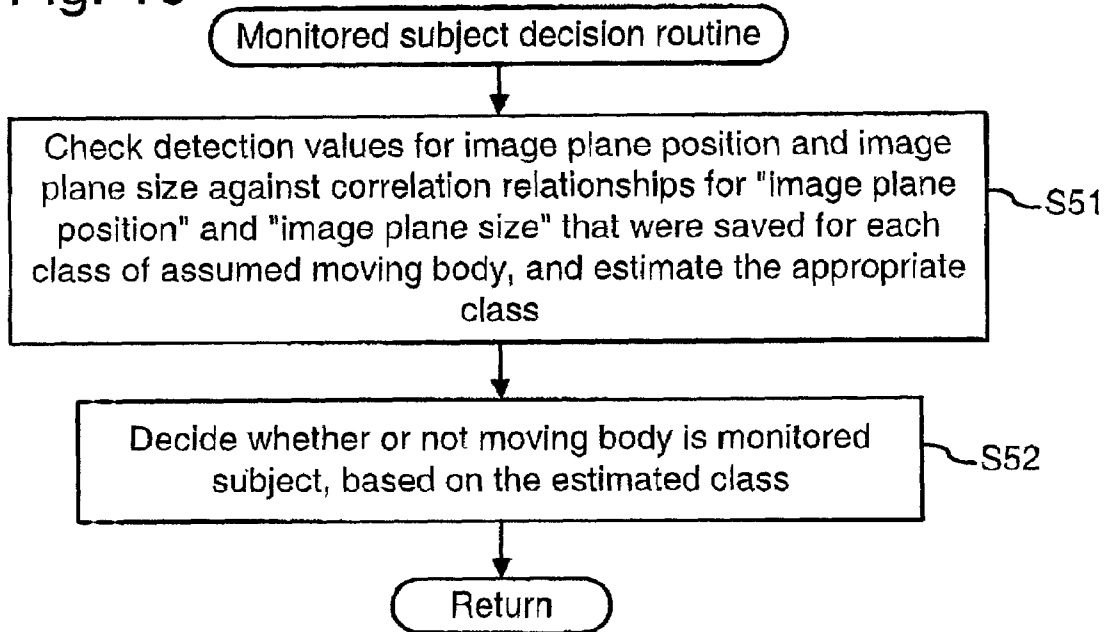 Monitored subject decision routine
Check detection values for image plane position and image
plane size against correlation relationships for "image plane
position" and "image plane size" that were saved for each
class of assumed moving body, and estimate the appropriate
class
S51
Decide whether or not moving body is monitored
subject, based on the estimated class
S52
Return